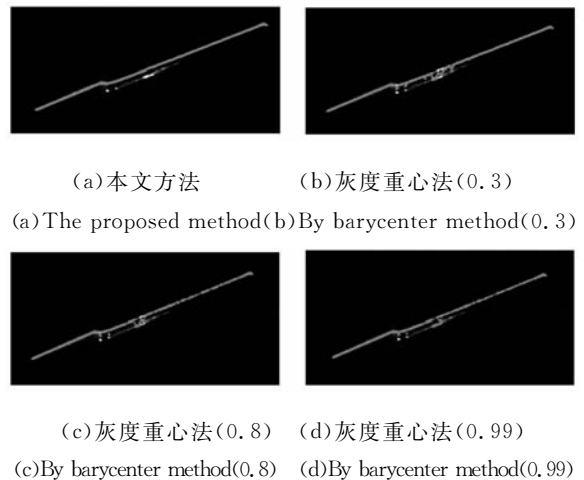 (a)本文方法 (b)灰度重心法(0.3)
(a)The proposed method(b)By barycenter method(0.3)
(c)灰度重心法(0.8) (d)灰度重心法(0.99)
(c)By barycenter method(0.8) (d)By barycenter method(0.99)